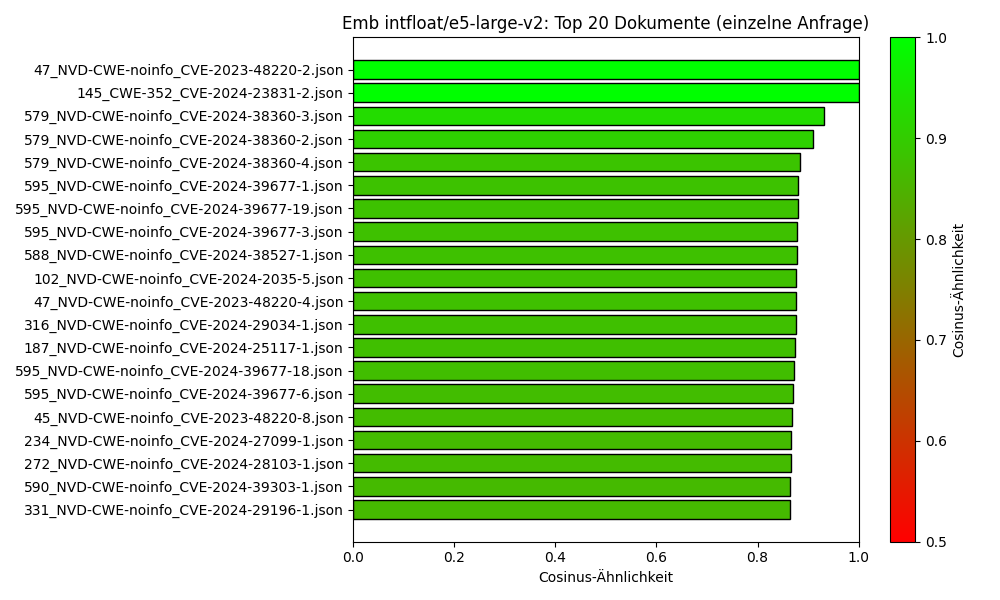 Emb intfloat/e5-large-v2: Top 20 Dokumente (einzelne Anfrage)
47_NVD-CWE-noinfo_CVE-2023-48220-2.json
145_CWE-352_CVE-2024-23831-2.json
579_NVD-CWE-noinfo_CVE-2024-38360-3.json
579_NVD-CWE-noinfo_CVE-2024-38360-2.json
579_NVD-CWE-noinfo_CVE-2024-38360-4.json
595_NVD-CWE-noinfo_CVE-2024-39677-1.json
595_NVD-CWE-noinfo_CVE-2024-39677-19.json
595_NVD-CWE-noinfo_CVE-2024-39677-3.json
588_NVD-CWE-noinfo_CVE-2024-38527-1.json
102_NVD-CWE-noinfo_CVE-2024-2035-5.json
47_NVD-CWE-noinfo_CVE-2023-48220-4.json
316_NVD-CWE-noinfo_CVE-2024-29034-1.json
187_NVD-CWE-noinfo_CVE-2024-25117-1.json
595_NVD-CWE-noinfo_CVE-2024-39677-18.json
595_NVD-CWE-noinfo_CVE-2024-39677-6.json
45_NVD-CWE-noinfo_CVE-2023-48220-8.json
234_NVD-CWE-noinfo_CVE-2024-27099-1.json
272_NVD-CWE-noinfo_CVE-2024-28103-1.json
590_NVD-CWE-noinfo_CVE-2024-39303-1.json
331_NVD-CWE-noinfo_CVE-2024-29196-1.json
0.0 0.2 0.4 0.6 0.8 1.0
Cosinus-Ähnlichkeit
1.0
0.9
0.8
0.7
0.6
0.5
Cosinus-Ähnlichkeit